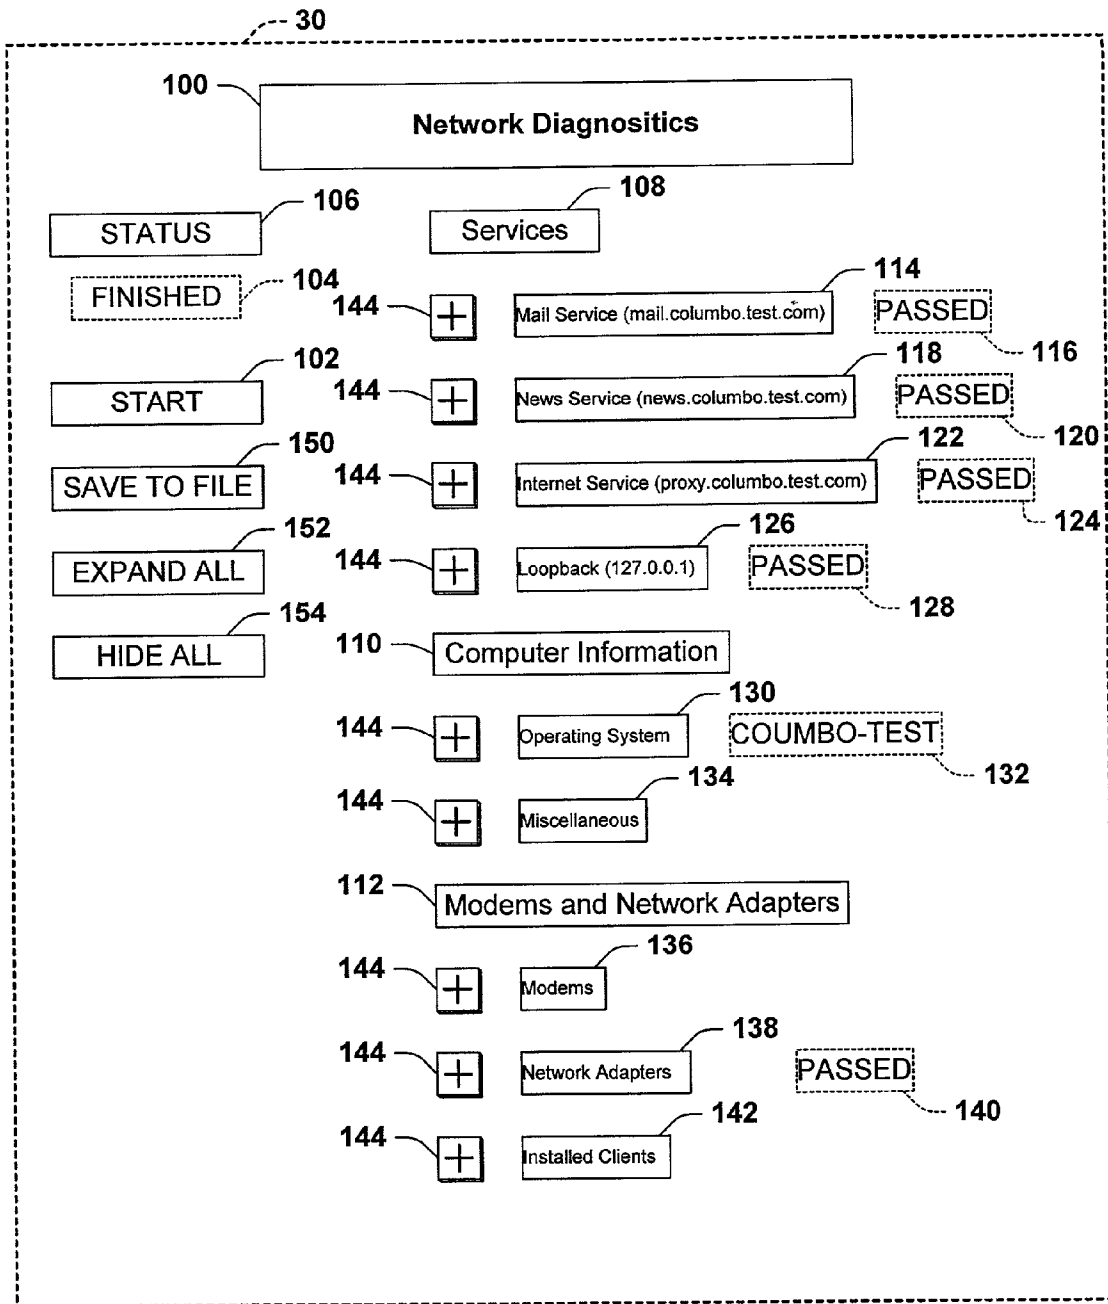 30
100
Network Diagnositics
106
108
STATUS
Services
FINISHED
104
114
144
Mail Service (mail.columbo.test.com)
PASSED
116
102
118
START
144
News Service (news.columbo.test.com)
PASSED
120
150
122
SAVE TO FILE
144
Internet Service (proxy.columbo.test.com)
PASSED
124
152
126
EXPAND ALL
144
Loopback (127.0.0.1)
PASSED
128
154
HIDE ALL
110
Computer Information
130
144
Operating System
COUMBO-TEST
132
134
144
Miscellaneous
112
Modems and Network Adapters
136
144
Modems
138
144
Network Adapters
PASSED
140
142
144
Installed Clients